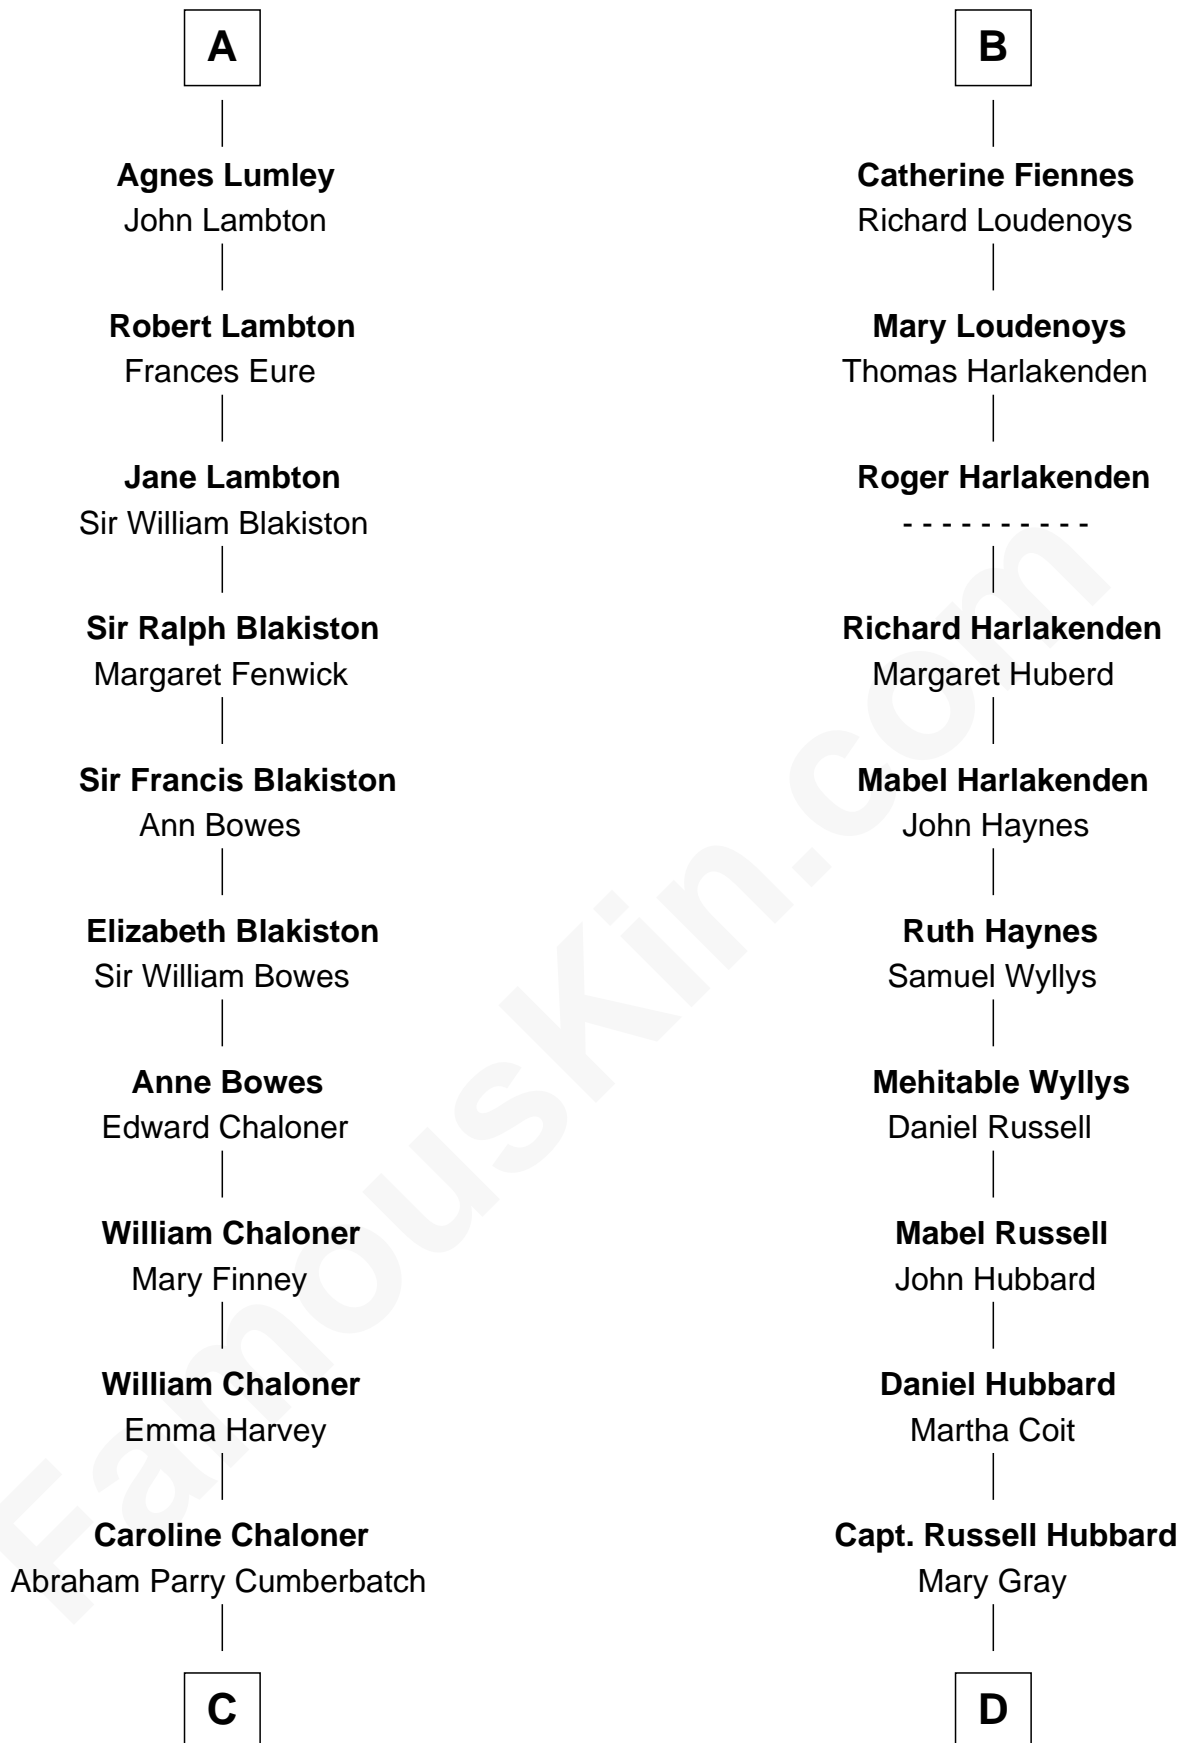 A
Agnes Lumley
John Lambton
Robert Lambton
Frances Eure
Jane Lambton
Sir William Blakiston
Sir Ralph Blakiston
Margaret Fenwick
Sir Francis Blakiston
Ann Bowes
Elizabeth Blakiston
Sir William Bowes
Anne Bowes
Edward Chaloner
William Chaloner
Mary Finney
William Chaloner
Emma Harvey
Caroline Chaloner
Abraham Parry Cumberbatch
C
B
Catherine Fiennes
Richard Loudenoys
Mary Loudenoys
Thomas Harlakenden
Roger Harlakenden
- - - - - - - - - -
Richard Harlakenden
Margaret Huberd
Mabel Harlakenden
John Haynes
Ruth Haynes
Samuel Wyllys
Mehitable Wyllys
Daniel Russell
Mabel Russell
John Hubbard
Daniel Hubbard
Martha Coit
Capt. Russell Hubbard
Mary Gray
D
FamousKin.com